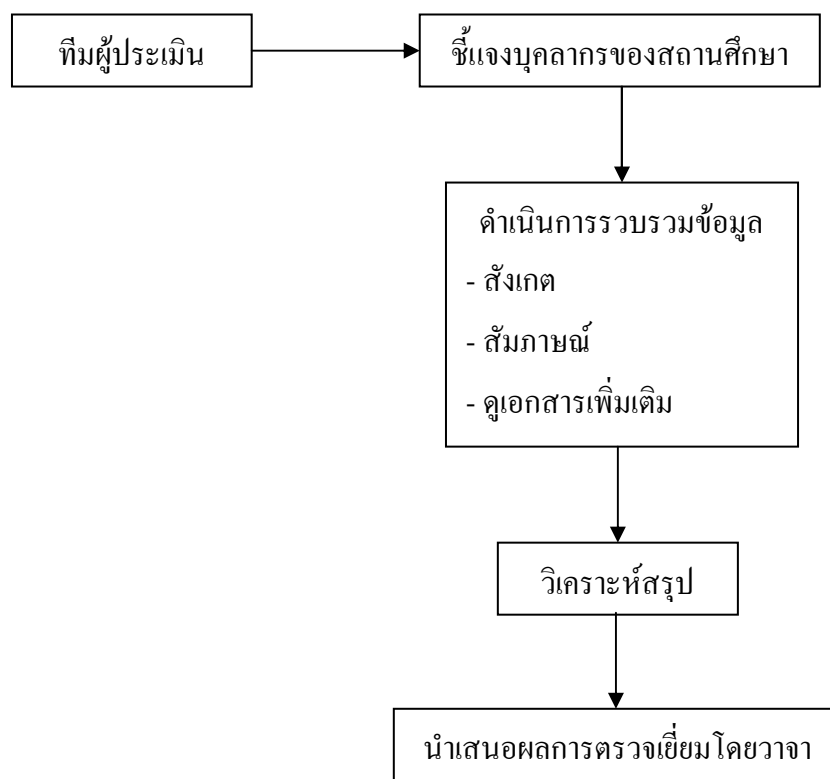 ทีมผู้ประเมิน
ชี้แจงบุคลากรของสถานศึกษา
ดำเนินการรวบรวมข้อมูล
- สังเกต
- สัมภาษณ์
- ดูเอกสารเพิ่มเติม
วิเคราะห์สรุป
นำเสนอผลการตรวจเยี่ยมโดยวาจา